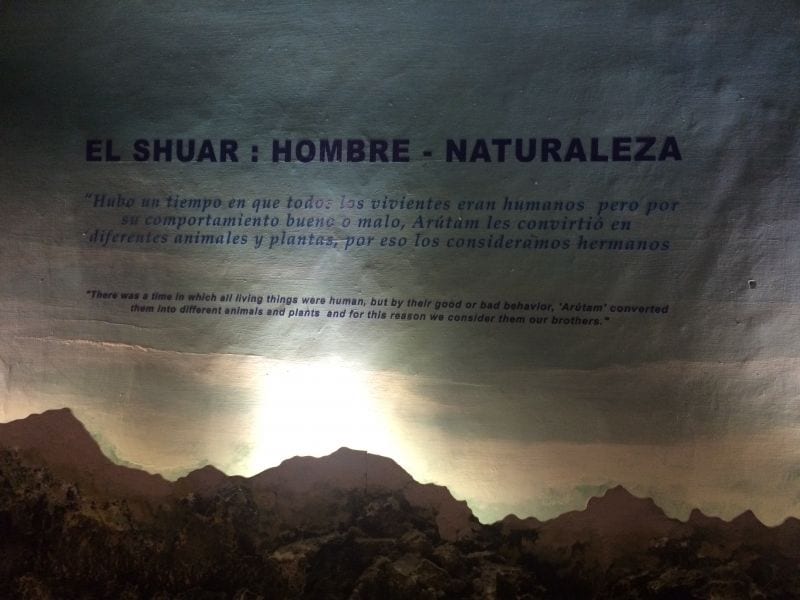 EL SHUAR : HOMBRE - NATURALEZA
"Hubo un tiempo en que todos los vivientes eran humanos pero por
su comportamiento bueno o malo, Arútam les convirtió en
diferentes animales y plantas, por eso los consideramos hermanos
"There was a time in which all living things were human, but by their good or bad behavior, 'Arútam' converted
them into different animals and plants and for this reason we consider them our brothers."